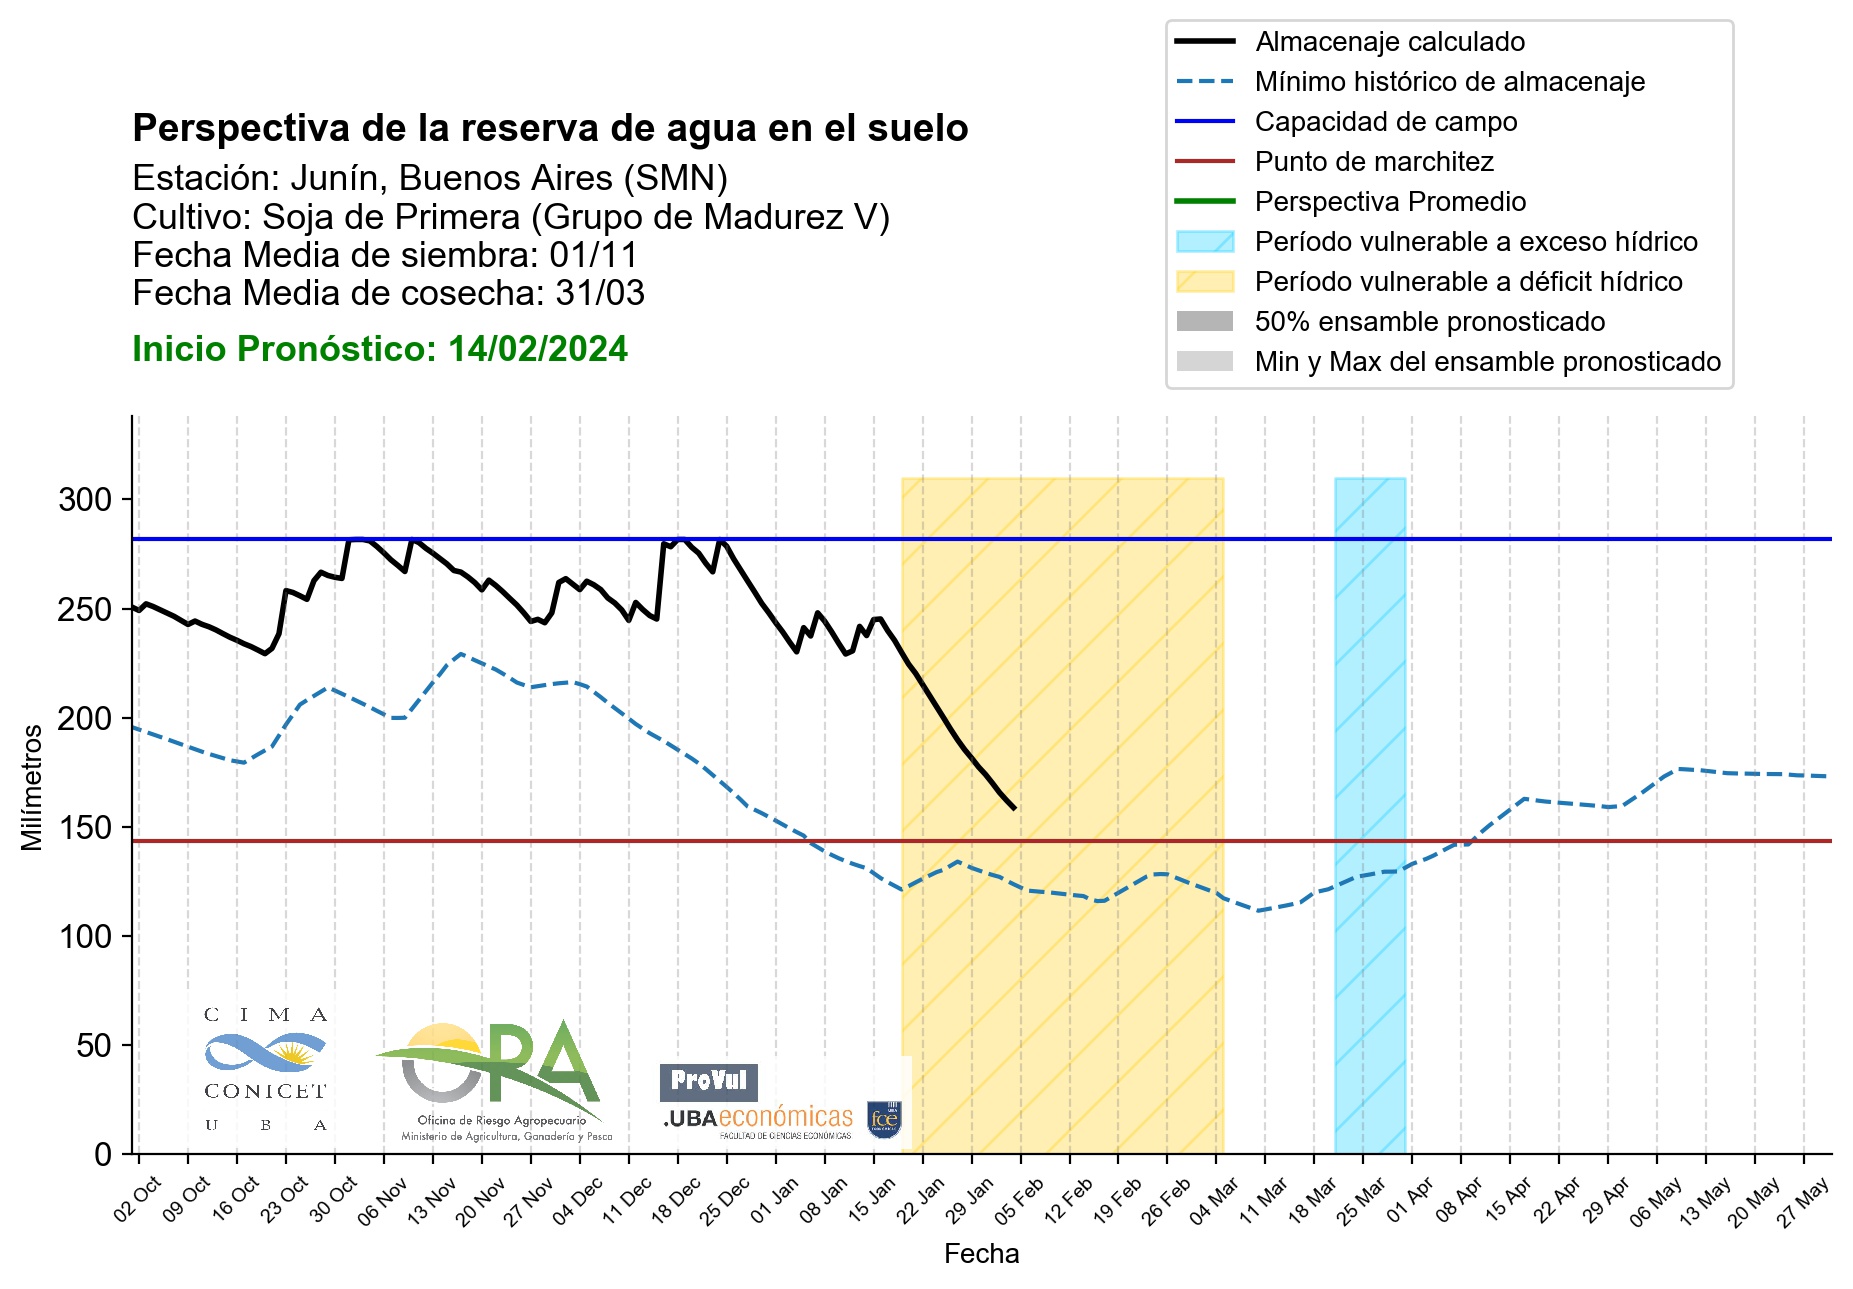 Almacenaje calculado
Mínimo histórico de almacenaje
Capacidad de campo
Punto de marchitez
Perspectiva Promedio
Período vulnerable a exceso hídrico
Período vulnerable a déficit hídrico
50% ensamble pronosticado
Min y Max del ensamble pronosticado
Perspectiva de la reserva de agua en el suelo
Estación: Junín, Buenos Aires (SMN)
Cultivo: Soja de Primera (Grupo de Madurez V)
Fecha Media de siembra: 01/11
Fecha Media de cosecha: 31/03
Inicio Pronóstico: 14/02/2024
Milímetros
300
250
200
150
100
50
0
CIMA
CONICET
UBA
ORA
Oficina de Riesgo Agropecuario
Ministerio de Agricultura, Ganadería y Pesca
ProVul
.UBAeconómicas
FACULTAD DE CIENCIAS ECONÓMICAS
fce
02 Oct
09 Oct
16 Oct
23 Oct
30 Oct
06 Nov
13 Nov
20 Nov
27 Nov
04 Dec
11 Dec
18 Dec
25 Dec
01 Jan
08 Jan
15 Jan
22 Jan
29 Jan
05 Feb
12 Feb
19 Feb
26 Feb
04 Mar
11 Mar
18 Mar
25 Mar
01 Apr
08 Apr
15 Apr
22 Apr
29 Apr
06 May
13 May
20 May
27 May
Fecha